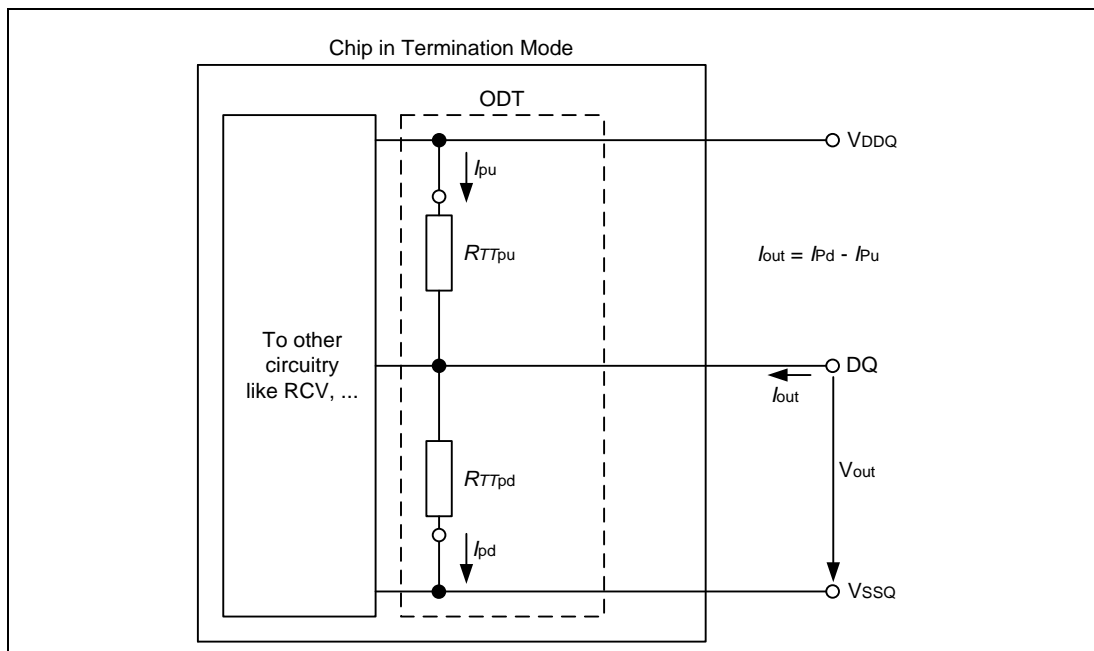 Chip in Termination Mode
ODT
VDDQ
Ipu
RTTpu
Iout = IPd - IPu
To other
circuitry
like RCV, ...
DQ
Iout
RTTpd
Vout
Ipd
VSSQ